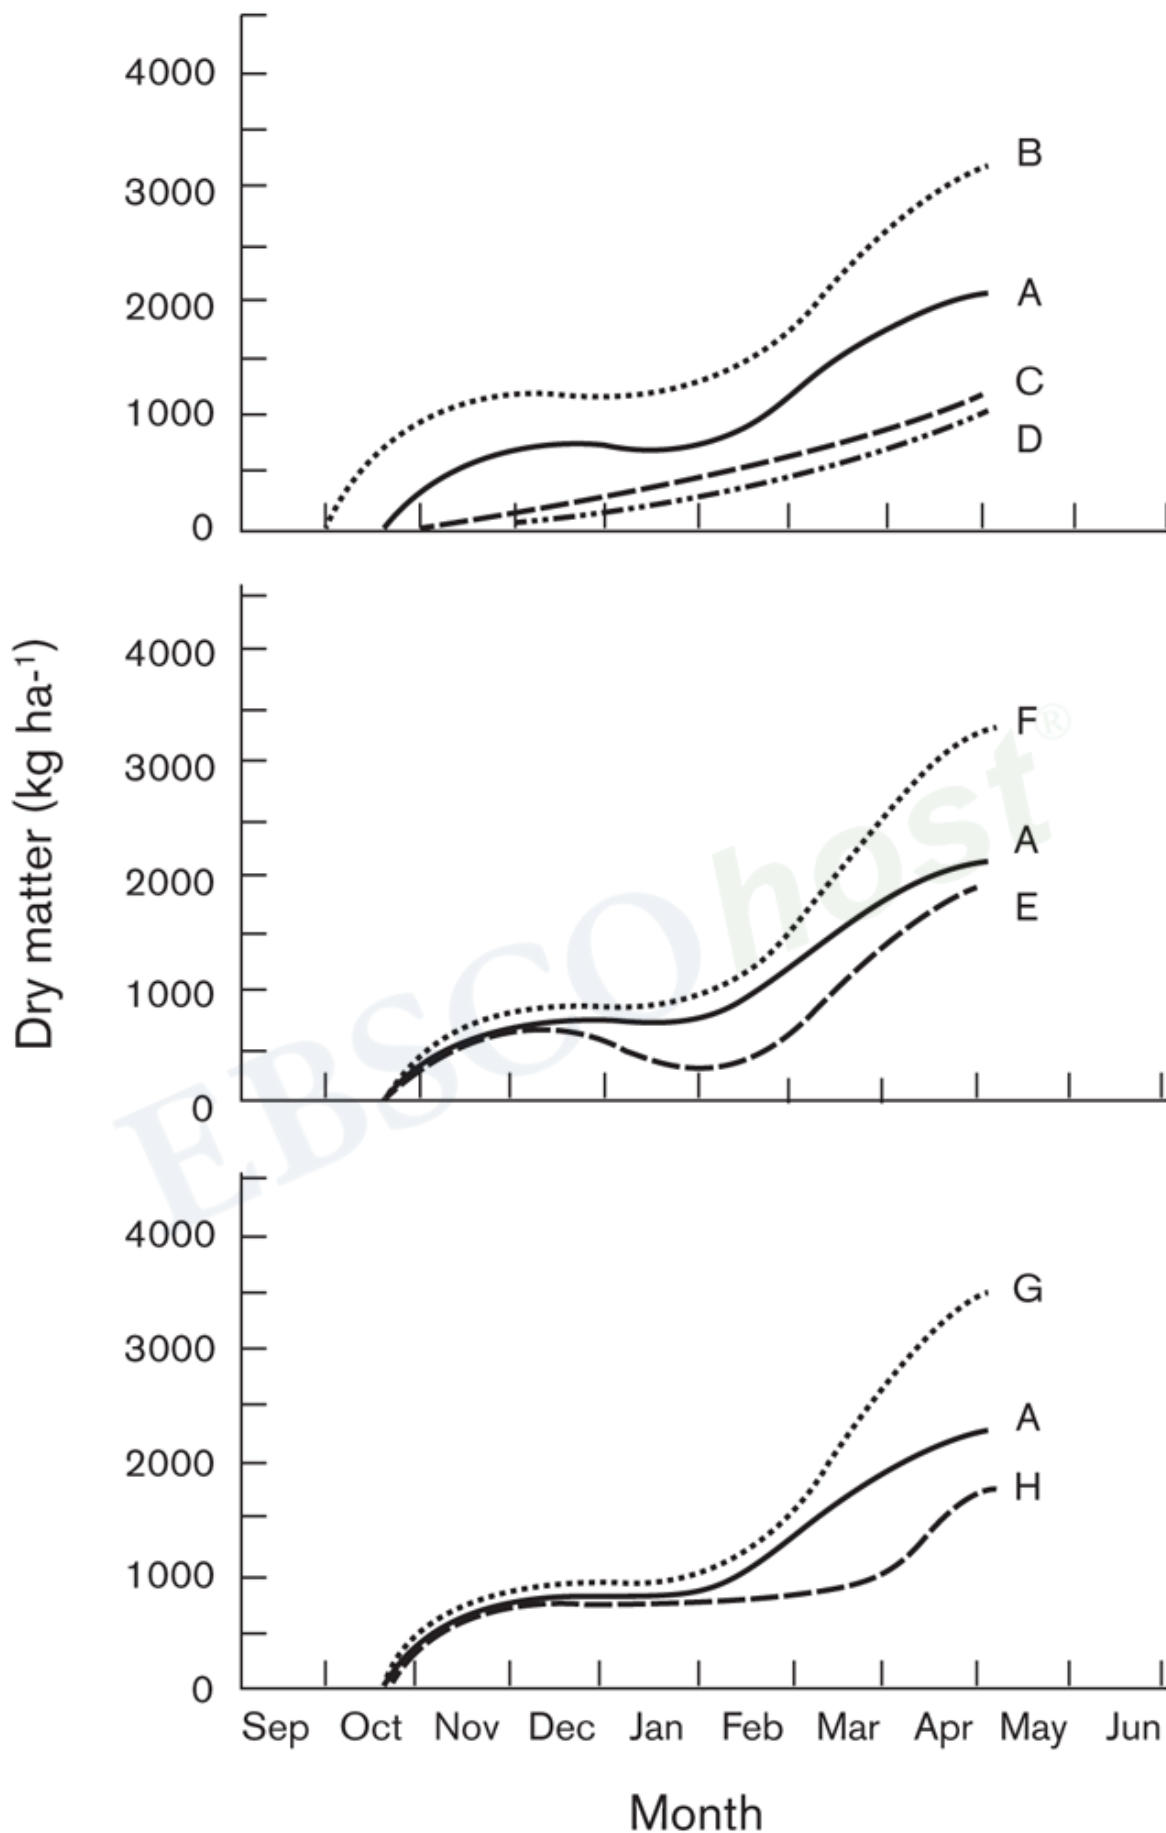 4000
3000
2000
1000
0
B
A
C
D
4000
3000
2000
1000
0
F
A
E
4000
3000
2000
1000
0
G
A
H
Sep Oct Nov Dec Jan Feb Mar Apr May Jun
Month
Dry matter (kg ha-¹)
EBSCOhost®